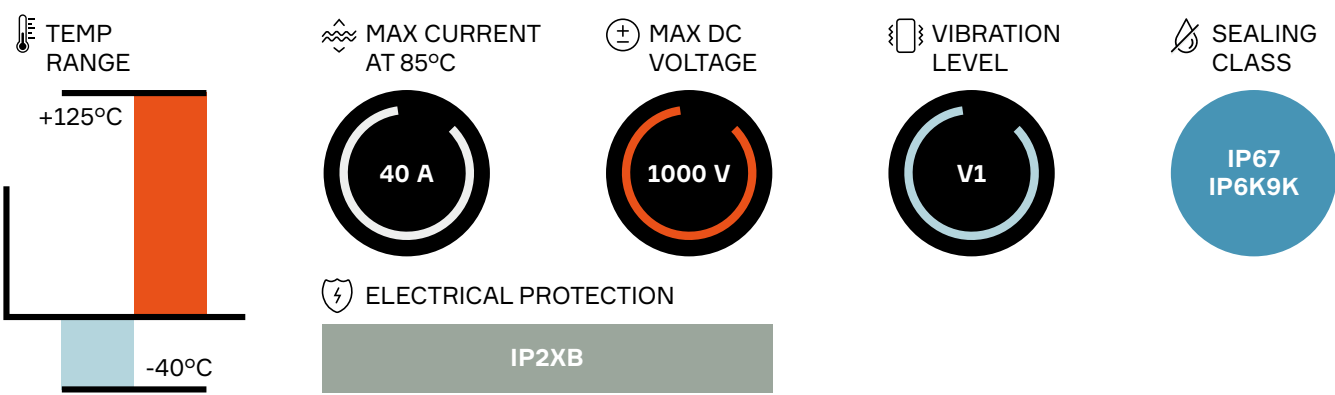 TEMP
RANGE
+125°C
-40°C
MAX CURRENT
AT 85°C
40 A
MAX DC
VOLTAGE
1000 V
VIBRATION
LEVEL
V1
SEALING
CLASS
IP67
IP6K9K
ELECTRICAL PROTECTION
IP2XB